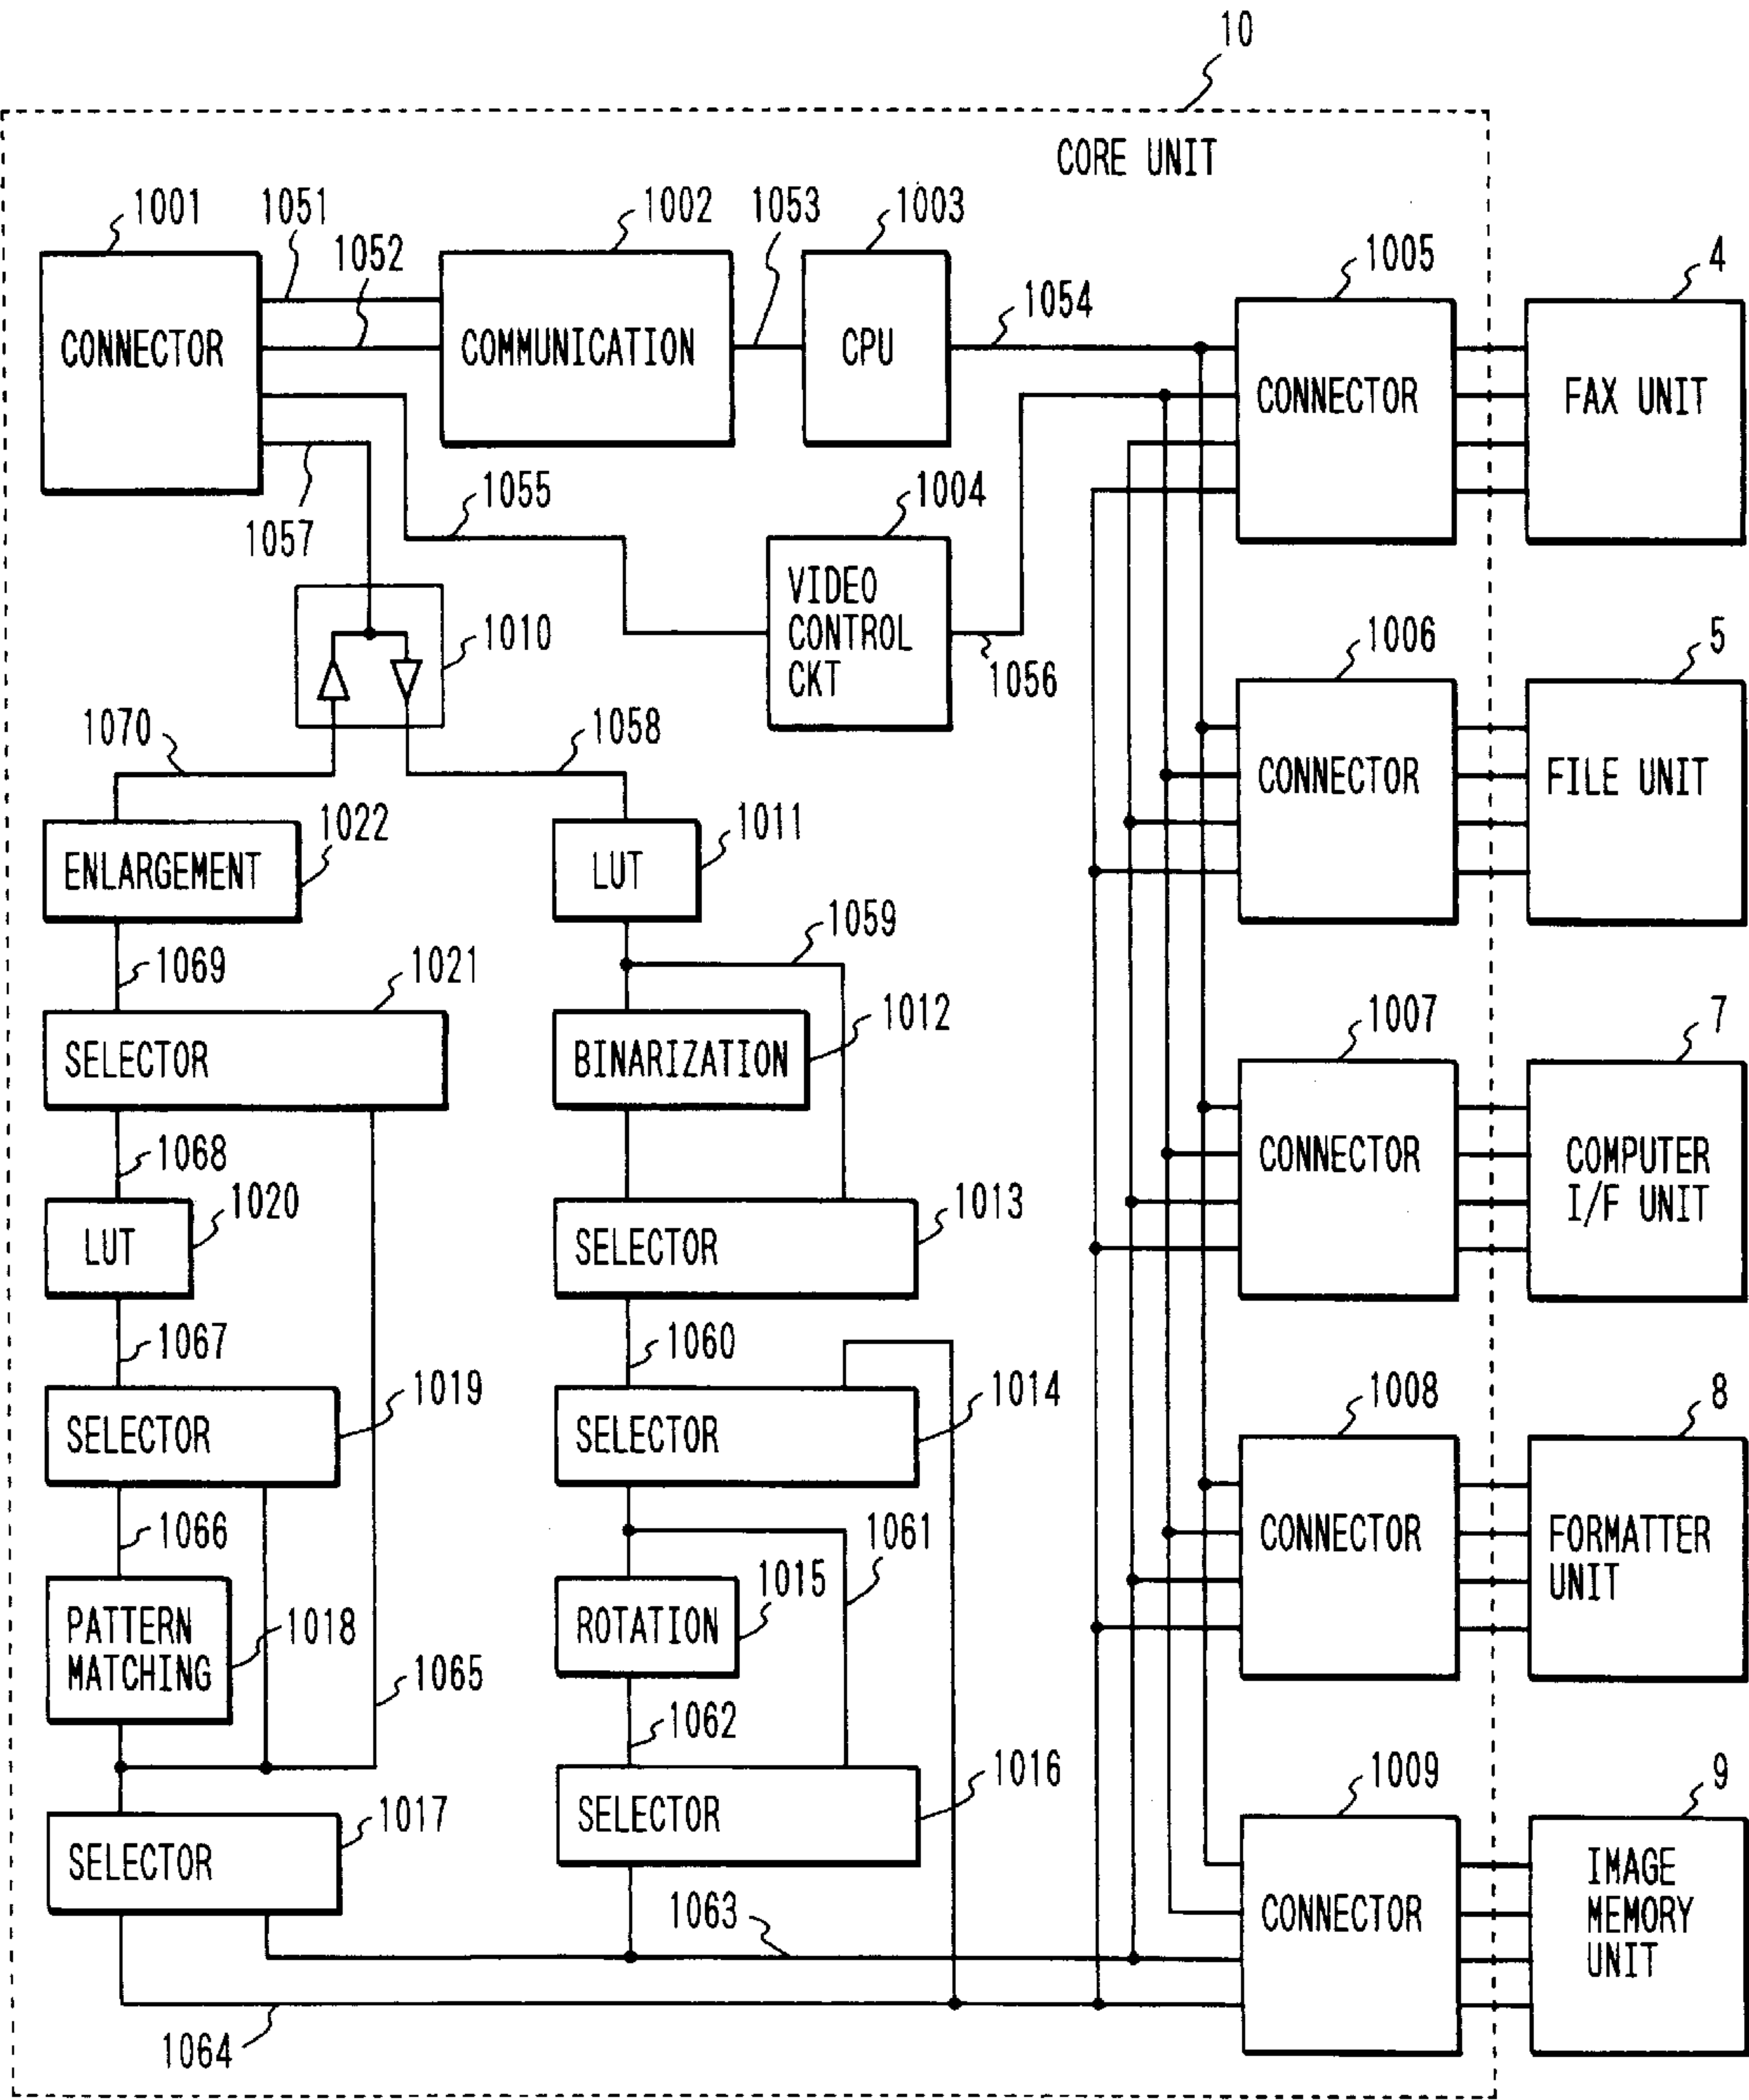 10
CORE UNIT
1001
1051
1052
1002
1053
1003
1054
1005
4
CONNECTOR
COMMUNICATION
CPU
CONNECTOR
FAX UNIT
1057
1055
1004
VIDEO
CONTROL
CKT
1056
1010
1006
5
CONNECTOR
FILE UNIT
1070
1058
1022
ENLARGEMENT
1011
LUT
1059
1069
1021
SELECTOR
1012
BINARIZATION
1007
7
CONNECTOR
COMPUTER
I/F UNIT
1068
1020
LUT
1013
SELECTOR
1067
1060
1019
SELECTOR
1014
SELECTOR
1008
8
CONNECTOR
FORMATTER
UNIT
1066
1061
PATTERN
MATCHING
1018
1015
ROTATION
1065
1062
1017
SELECTOR
1016
SELECTOR
1009
9
CONNECTOR
IMAGE
MEMORY
UNIT
1063
1064